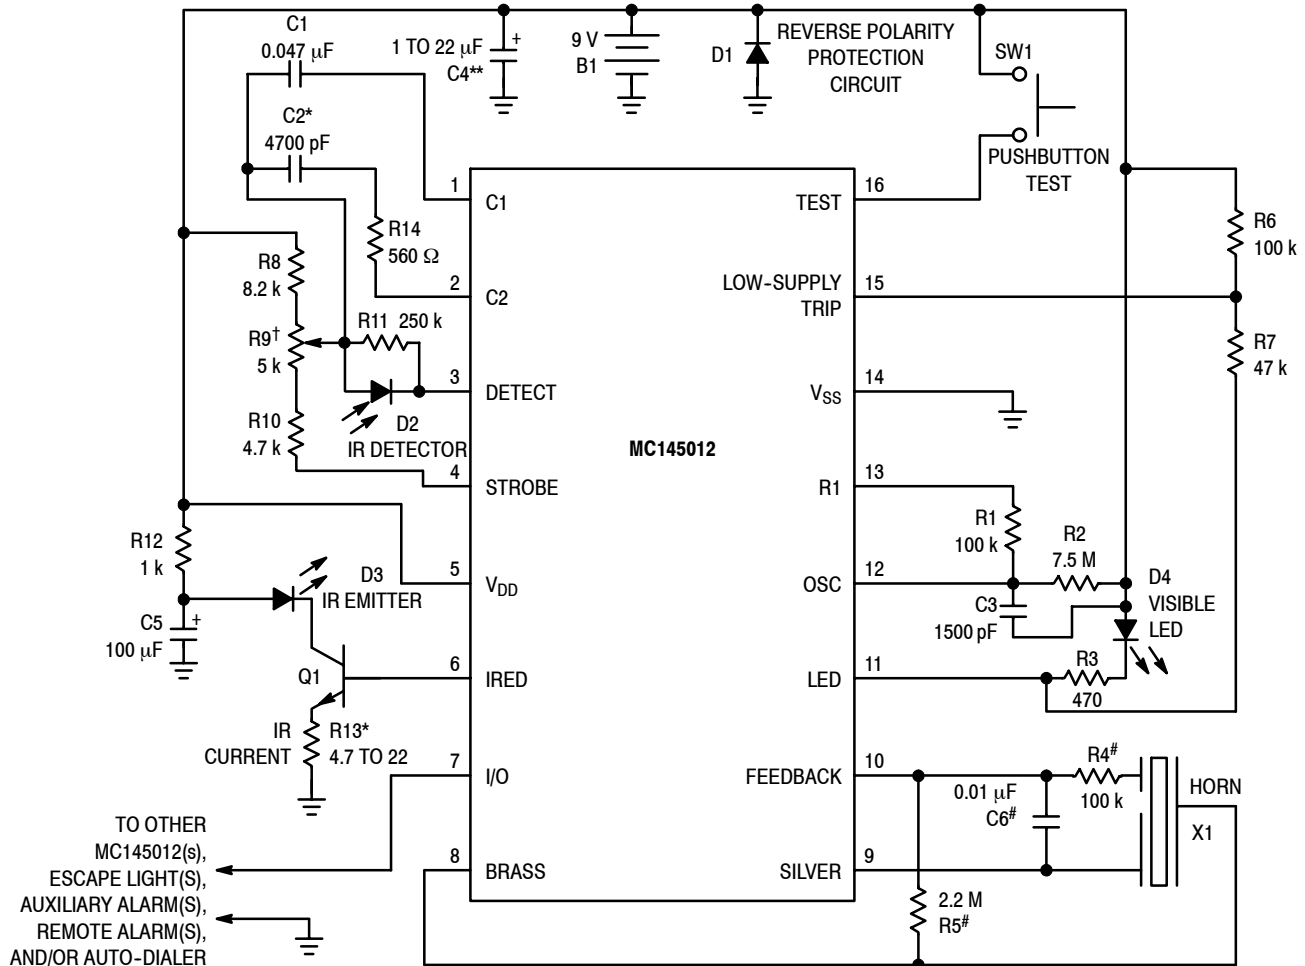 C1
0.047 μF
1 TO 22 μF
+
C4**
9 V
B1
D1
REVERSE POLARITY
PROTECTION
CIRCUIT
SW1
PUSHBUTTON
TEST
C2*
4700 pF
R14
560 Ω
R8
8.2 k
R9†
5 k
R10
4.7 k
R11 250 k
D2
IR DETECTOR
R12
1 k
C5
+
100 μF
D3
IR EMITTER
Q1
IR
CURRENT
R13*
4.7 TO 22
TO OTHER
MC145012(s),
ESCAPE LIGHT(S),
AUXILIARY ALARM(S),
REMOTE ALARM(S),
AND/OR AUTO-DIALER
MC145012
1
C1
2
C2
3
DETECT
4
STROBE
5
VDD
6
IRED
7
I/O
8
BRASS
16
TEST
15
LOW-SUPPLY
TRIP
14
VSS
13
R1
12
OSC
11
LED
10
FEEDBACK
9
SILVER
R6
100 k
R7
47 k
R1
100 k
R2
7.5 M
C3
1500 pF
D4
VISIBLE
LED
R3
470
R4#
100 k
0.01 μF
C6#
HORN
X1
2.2 M
R5#